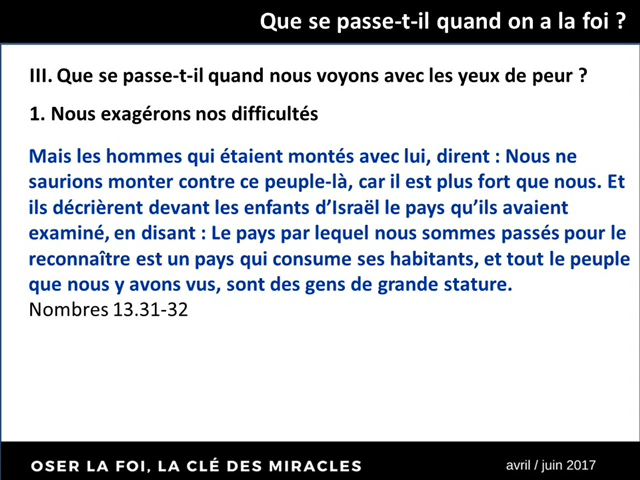 Que se passe-t-il quand on a la foi ?
III. Que se passe-t-il quand nous voyons avec les yeux de peur ?
1. Nous exagérons nos difficultés
Mais les hommes qui étaient montés avec lui, dirent : Nous ne
saurions monter contre ce peuple-là, car il est plus fort que nous. Et
ils décrièrent devant les enfants d’Israël le pays qu’ils avaient
examiné, en disant : Le pays par lequel nous sommes passés pour le
reconnaître est un pays qui consume ses habitants, et tout le peuple
que nous y avons vus, sont des gens de grande stature.
Nombres 13.31-32
OSER LA FOI, LA CLÉ DES MIRACLES
avril / juin 2017